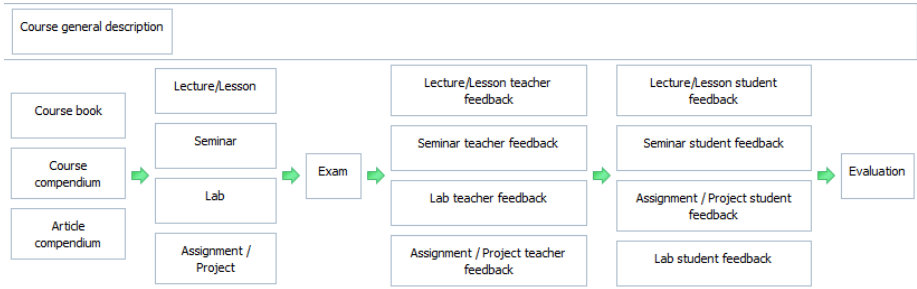 Course general description
Course book
Course
compendium
Article
compendium
Lecture/Lesson
Seminar
Lab
Assignment /
Project
Exam
Lecture/Lesson teacher
feedback
Seminar teacher feedback
Lab teacher feedback
Assignment / Project teacher
feedback
Lecture/Lesson student
feedback
Seminar student feedback
Assignment / Project student
feedback
Lab student feedback
Evaluation